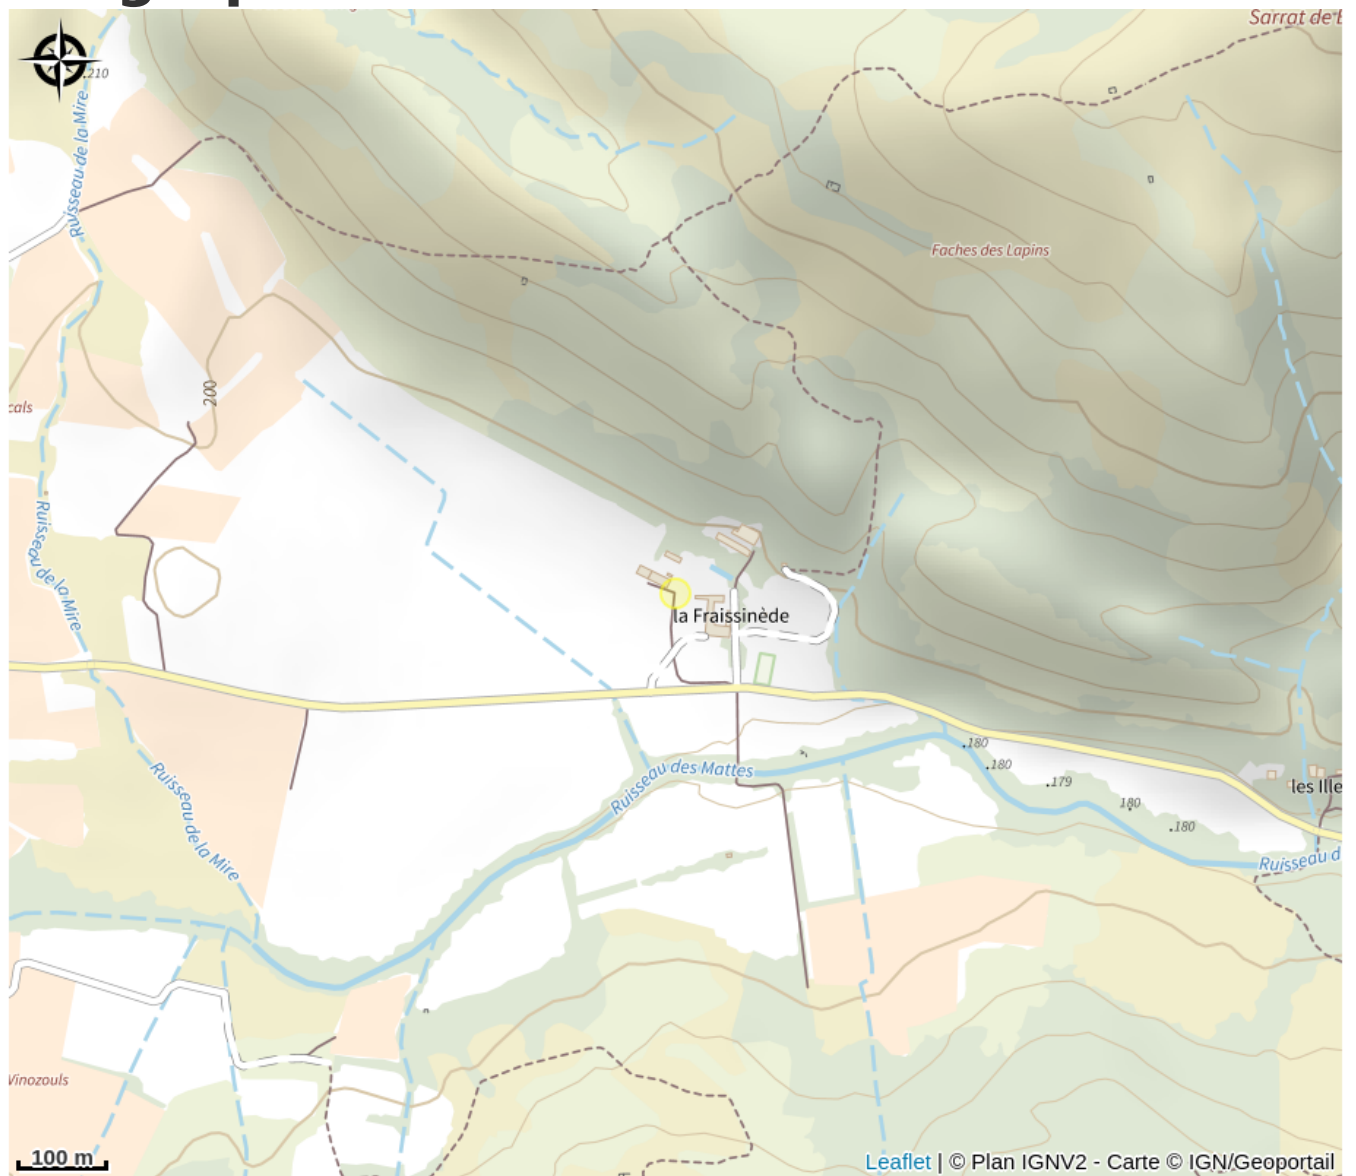 Sarrat de
.210
Ruisseau de la Mire
Faches des Lapins
200
cals
Ruisseau de la Mire
la Fraissinède
.180
.180
.179
180
.180
Ruisseau des Mattes
les Ille
Ruisseau de la Mire
Ruisseau d
Vinozouls
100 m
Leaflet | © Plan IGNV2 - Carte © IGN/Geoportail